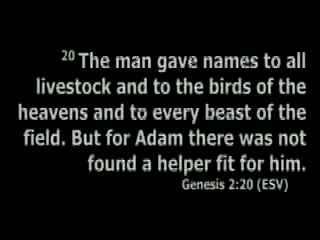 20 The man gave names to all
livestock and to the birds of the
heavens and to every beast of the
field. But for Adam there was not
found a helper fit for him.
Genesis 2:20 (ESV)